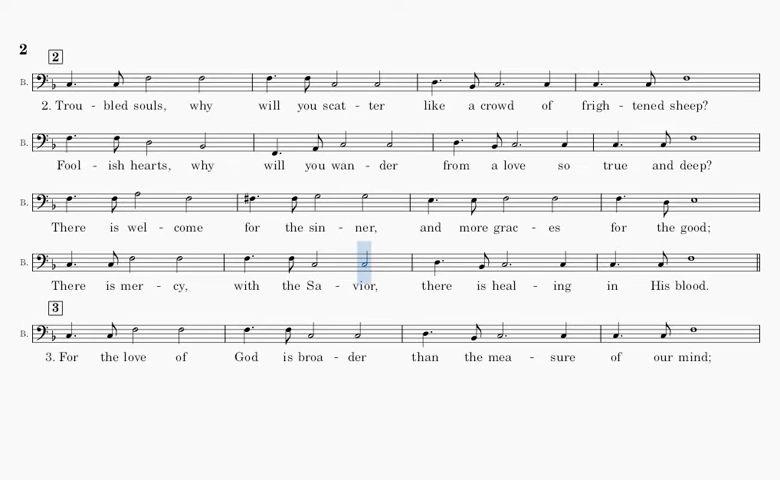 2
2
B.
2. Trou - bled souls, why will you scat - ter like a crowd of frigh - tened sheep?
B.
Fool - ish hearts, why will you wan - der from a love so true and deep?
B.
There is wel - come for the sin - ner, and more grac - es for the good;
B.
There is mer - cy, with the Sa - vior, there is heal - ing in His blood.
3
B.
3. For the love of God is broa - der than the mea - sure of our mind;